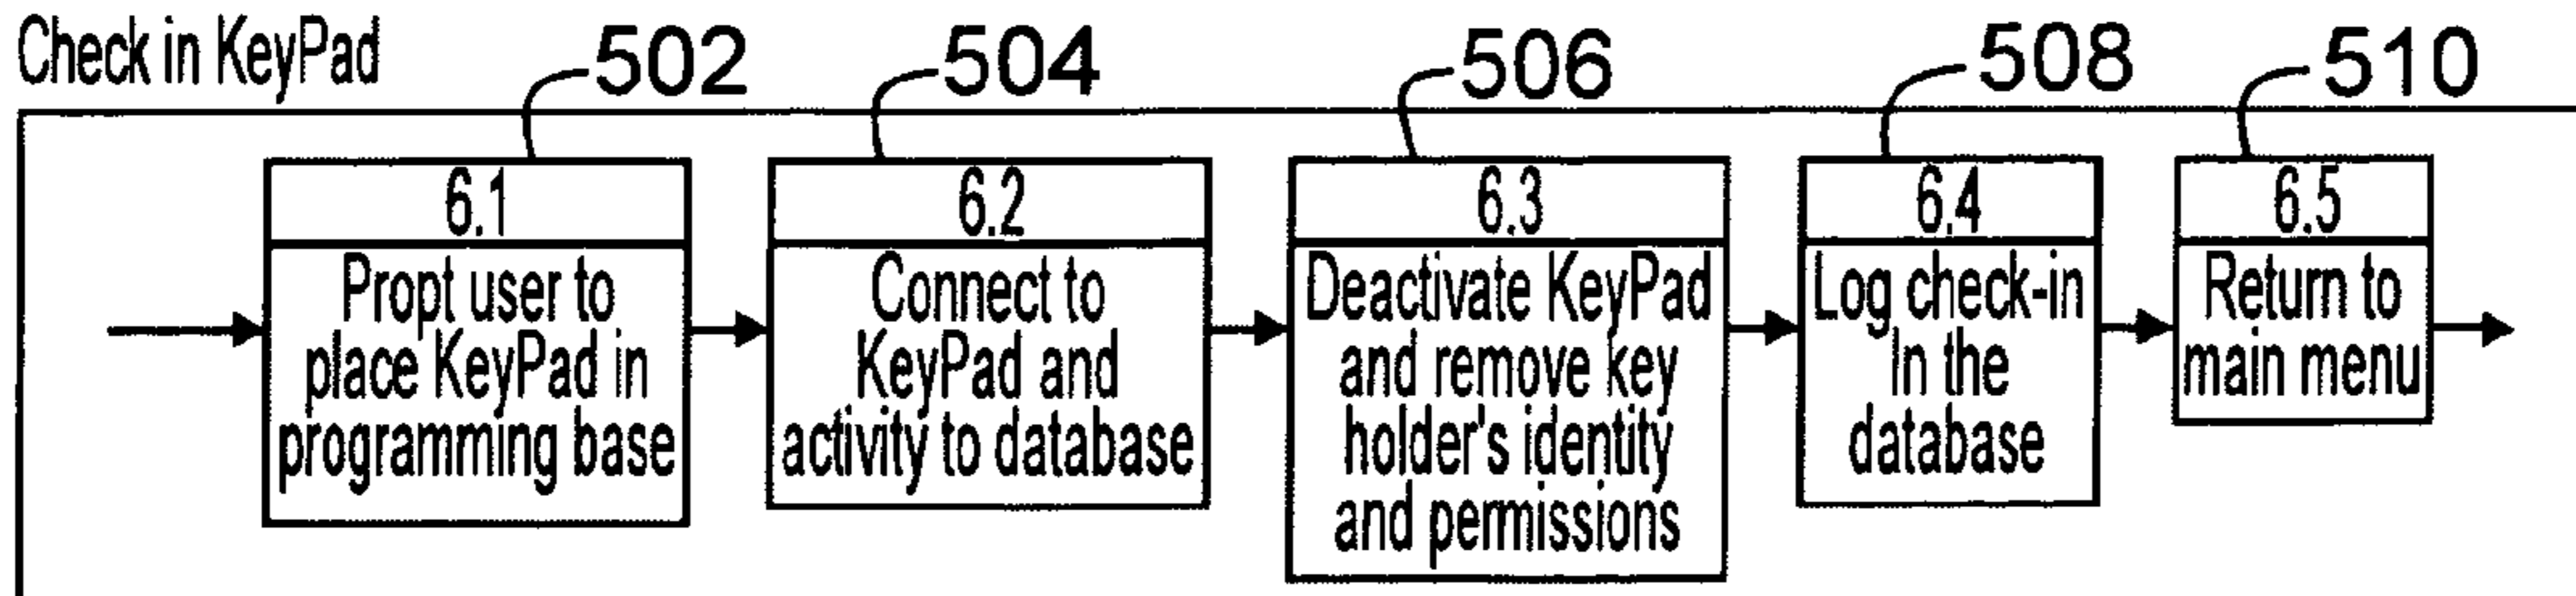 Check in KeyPad
502
504
506
508
510
6.1
Propt user to
place KeyPad in
programming base
6.2
Connect to
KeyPad and
activity to database
6.3
Deactivate KeyPad
and remove key
holder's identity
and permissions
6.4
Log check-in
In the
database
6.5
Return to
main menu